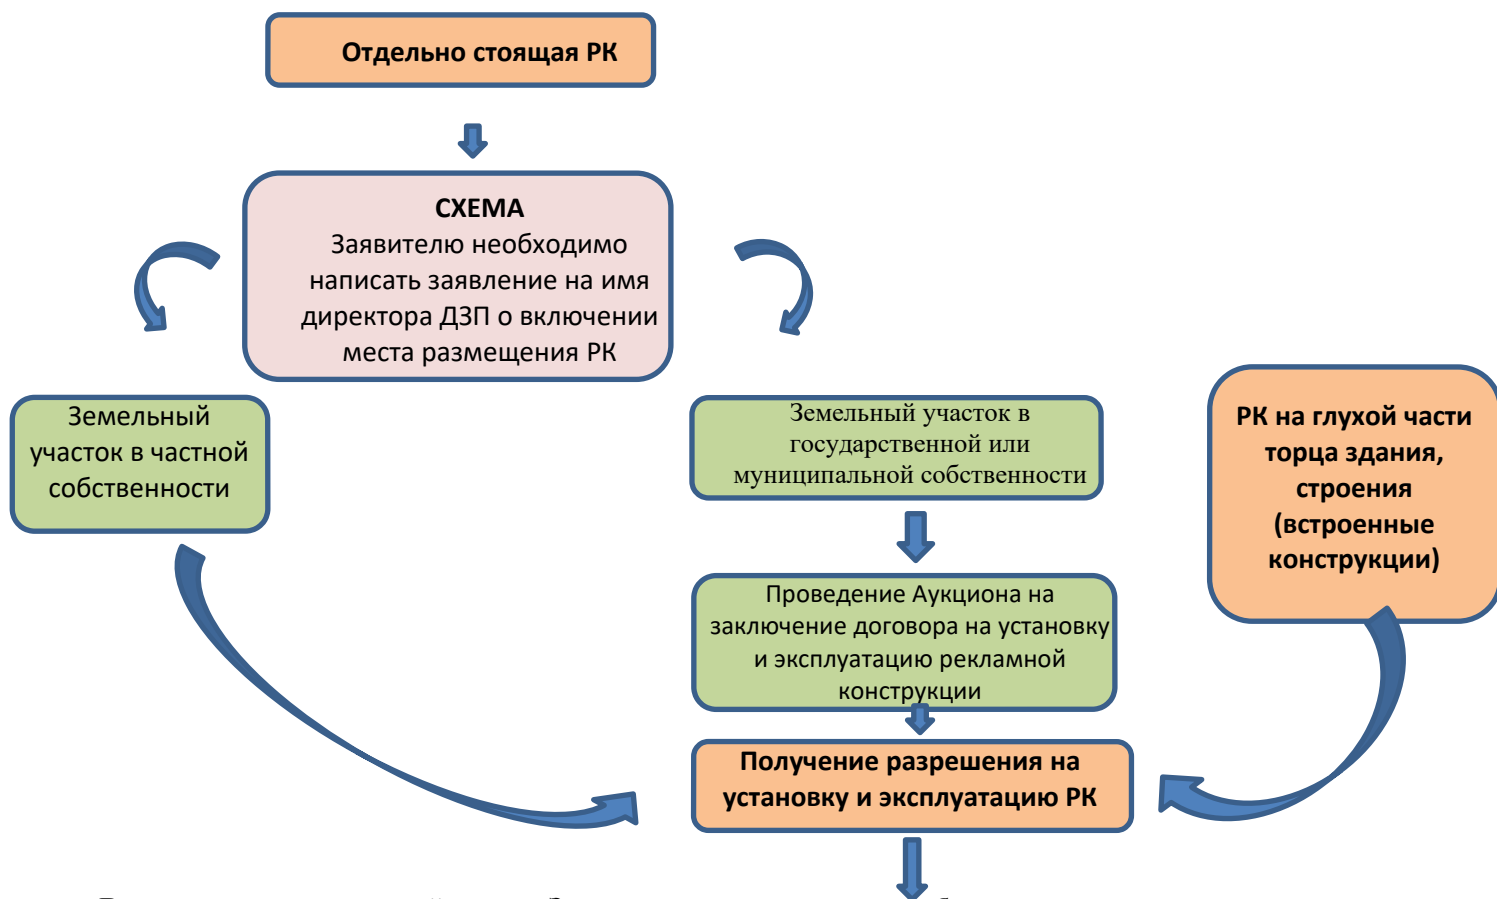 Отдельно стоящая РК
СХЕМА
Заявителю необходимо
написать заявление на имя
директора ДЗП о включении
места размещения РК
Земельный
участок в частной
собственности
Земельный участок в
государственной или
муниципальной собственности
РК на глухой части
торца здания,
строения
(встроенные
конструкции)
Проведение Аукциона на
заключение договора на установку
и эксплуатацию рекламной
конструкции
Получение разрешения на
установку и эксплуатацию РК